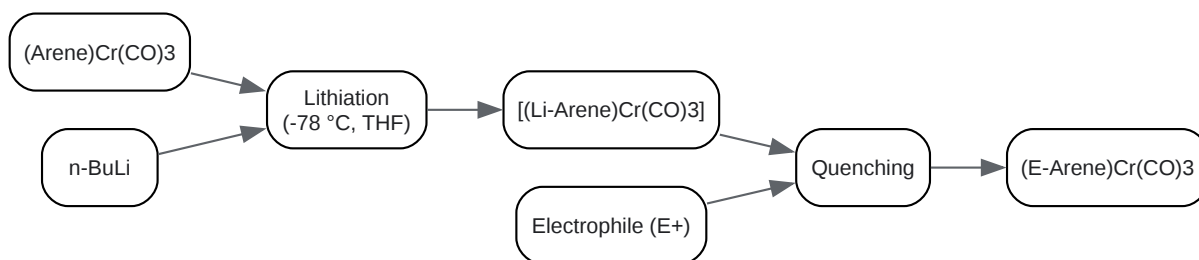 (Arene)Cr(CO)3
n-BuLi
Lithiation
(-78 °C, THF)
[(Li-Arene)Cr(CO)3]
Electrophile (E+)
Quenching
(E-Arene)Cr(CO)3